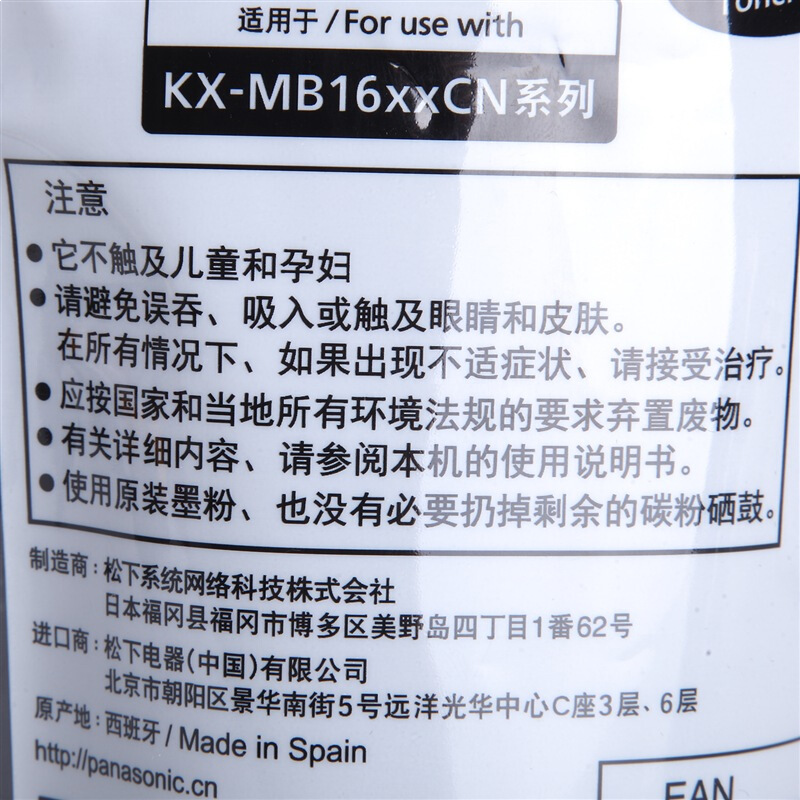 Toner
适用于 / For use with
KX-MB16xxCN系列
注意
● 它不触及儿童和孕妇
● 请避免误吞、吸入或触及眼睛和皮肤。
在所有情况下、如果出现不适症状、请接受治疗。
● 应按国家和当地所有环境法规的要求弃置废物。
● 有关详细内容、请参阅本机的使用说明书。
● 使用原装墨粉、也没有必要扔掉剩余的碳粉硒鼓。
制造商：松下系统网络科技株式会社
日本福冈县福冈市博多区美野岛四丁目1番62号
进口商：松下电器(中国)有限公司
北京市朝阳区景华南街5号远洋光华中心C座3层、6层
原产地：西班牙 / Made in Spain
http://panasonic.cn
EAN